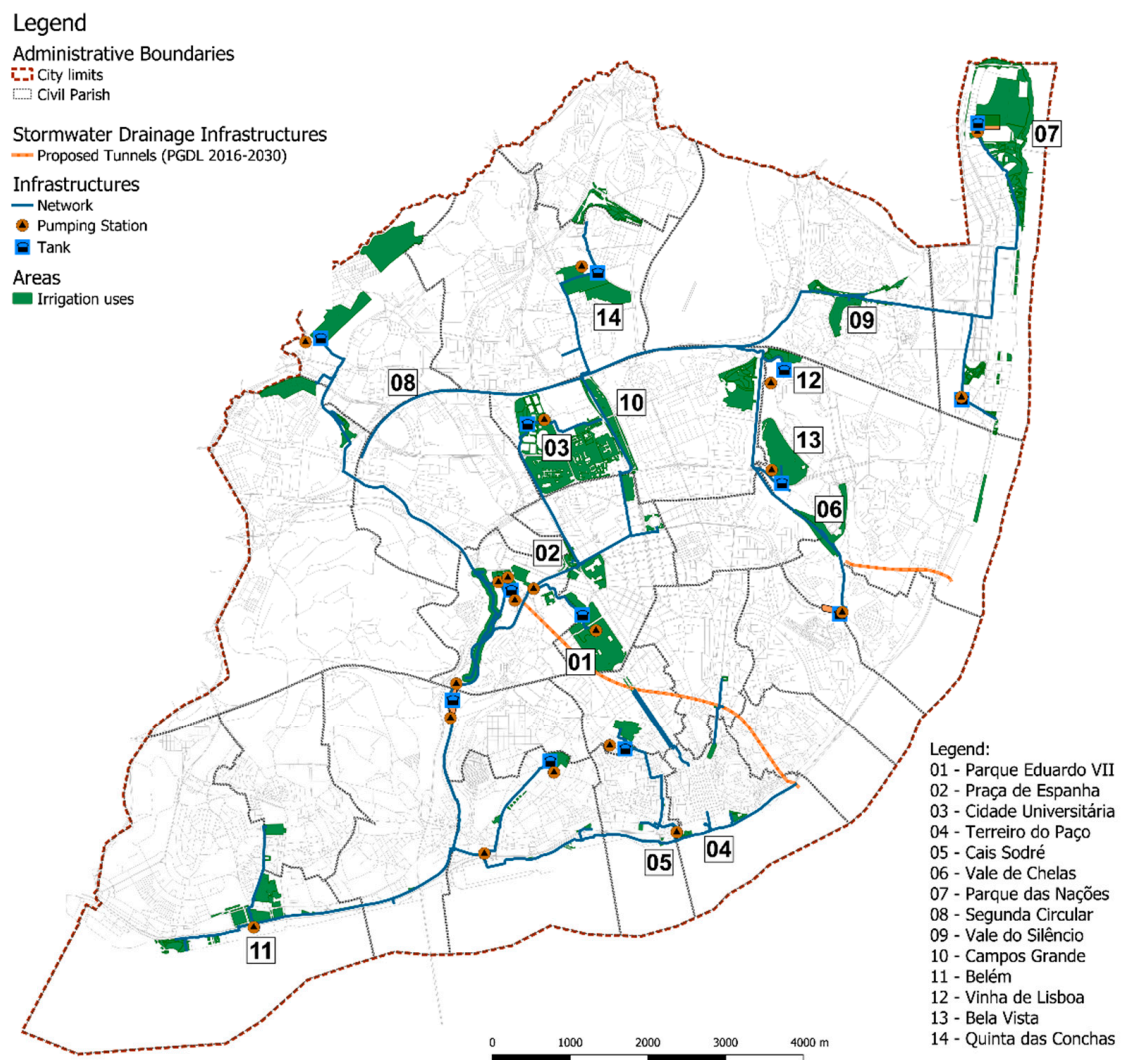 Legend
Administrative Boundaries
City limits
Civil Parish
Stormwater Drainage Infrastructures
Proposed Tunnels (PGDL 2016-2030)
Infrastructures
Network
Pumping Station
Tank
Areas
Irrigation uses
07
14
09
08
12
10
03
13
06
02
01
05
04
11
Legend:
01 - Parque Eduardo VII
02 - Praça de Espanha
03 - Cidade Universitária
04 - Terreiro do Paço
05 - Cais Sodré
06 - Vale de Chelas
07 - Parque das Nações
08 - Segunda Circular
09 - Vale do Silêncio
10 - Campos Grande
11 - Belém
12 - Vinha de Lisboa
13 - Bela Vista
14 - Quinta das Conchas
0 1000 2000 3000 4000 m